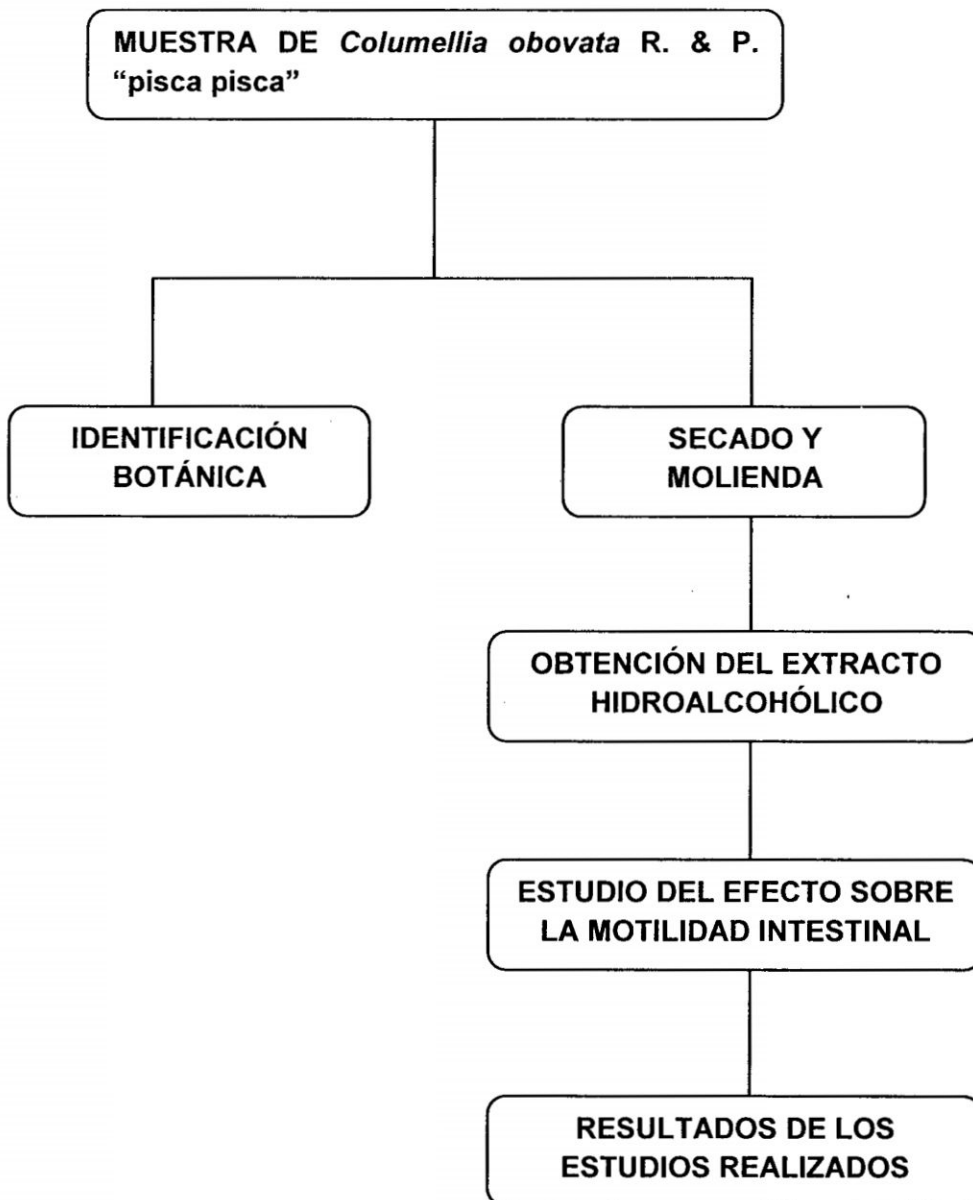 MUESTRA DE Columellia obovata R. & P.
“pisca pisca”
IDENTIFICACIÓN
BOTÁNICA
SECADO Y
MOLIENDA
OBTENCIÓN DEL EXTRACTO
HIDROALCOHÓLICO
ESTUDIO DEL EFECTO SOBRE
LA MOTILIDAD INTESTINAL
RESULTADOS DE LOS
ESTUDIOS REALIZADOS